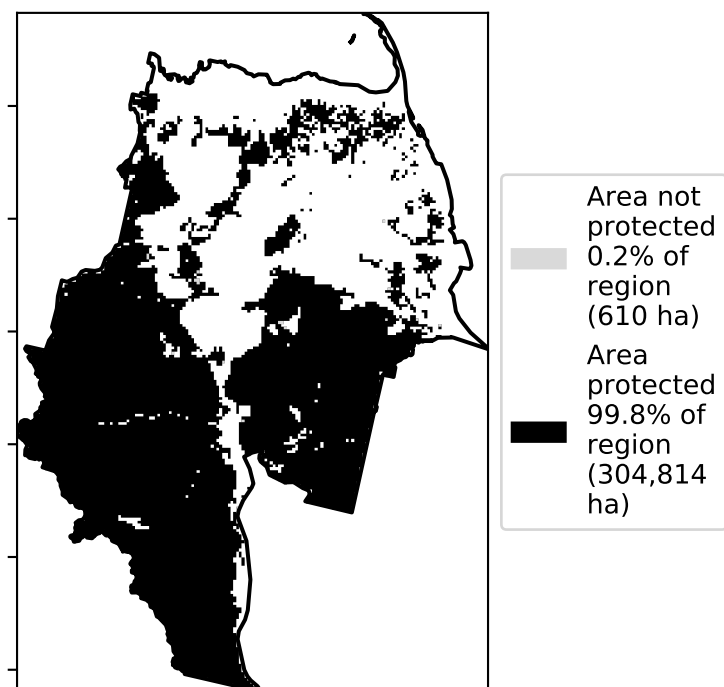 Area not
protected
0.2% of
region
(610 ha)
Area
protected
99.8% of
region
(304,814
ha)